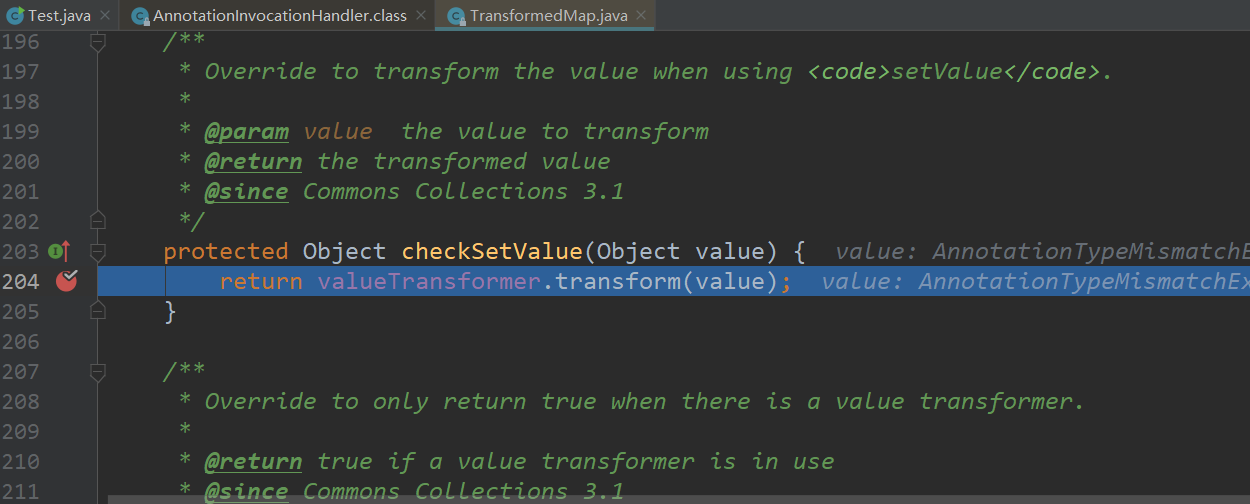 Test.java × AnnotationInvocationHandler.class × TransformedMap.java ×
196 /**
197 * Override to transform the value when using <code>setValue</code>.
198 *
199 * @param value the value to transform
200 * @return the transformed value
201 * @since Commons Collections 3.1
202 */
203 protected Object checkSetValue(Object value) { value: AnnotationTypeMismatchE
204 return valueTransformer.transform(value); value: AnnotationTypeMismatchEx
205 }
206
207 /**
208 * Override to only return true when there is a value transformer.
209 *
210 * @return true if a value transformer is in use
211 * @since Commons Collections 3.1